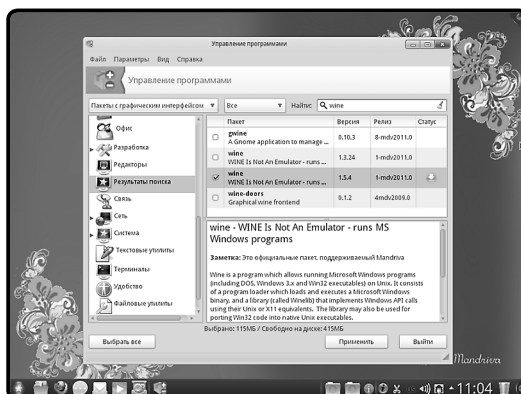 Управление программами
Файл Параметры Вид Справка
Управление программами
Пакеты с графическим интерфейсом Все Найти: wine
Офис
Разработка
Редакторы
Результаты поиска
Связь
Сеть
Система
Текстовые утилиты
Терминалы
Удобство
Файловые утилиты
Пакет Версия Релиз Статус
gwine
A Gnome application to manage ... 0.10.3 8-mdv2011.0
wine
WINE Is Not An Emulator - runs ... 1.3.24 1-mdv2011.0
wine
WINE Is Not An Emulator - runs ... 1.5.4 1-mdv2011.0
wine-doors
Graphical wine frontend 0.1.2 4mdv2009.0
wine - WINE Is Not An Emulator - runs MS
Windows programs
Заметка: Это официальные пакет, поддерживаемый Mandriva
Wine is a program which allows running Microsoft Windows programs
(including DOS, Windows 3.x and Win32 executables) on Unix. It consists
of a program loader which loads and executes a Microsoft Windows
binary, and a library (called Winelib) that implements Windows API calls
using their Unix or X11 equivalents. The library may also be used for
porting Win32 code into native Unix executables.
Выбрано: 115МБ / Свободно на диске: 415МБ
Выбрать все Применить Выйти
Mandriva
11:04